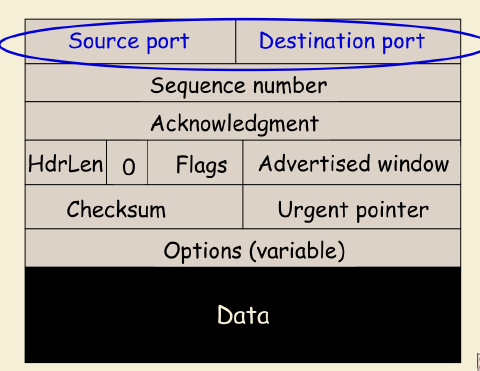 Source port Destination port
Sequence number
Acknowledgment
HdrLen 0 Flags Advertised window
Checksum Urgent pointer
Options (variable)
Data